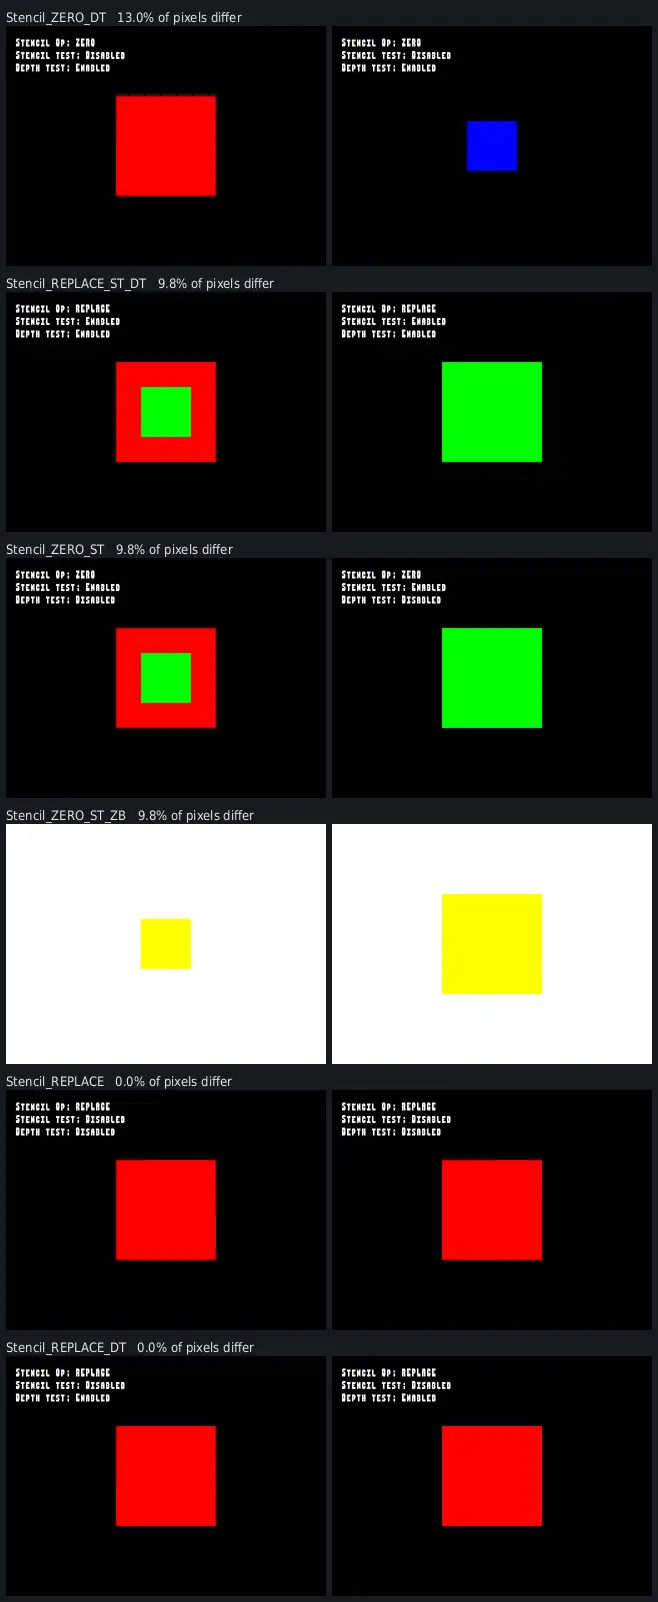 Stencil_ZERO_DT 13.0% of pixels differ
Stencil Op: ZERO
Stencil test: Disabled
Depth test: Enabled
Stencil Op: ZERO
Stencil test: Disabled
Depth test: Enabled
Stencil_REPLACE_ST_DT 9.8% of pixels differ
Stencil Op: REPLACE
Stencil test: Enabled
Depth test: Enabled
Stencil Op: REPLACE
Stencil test: Enabled
Depth test: Enabled
Stencil_ZERO_ST 9.8% of pixels differ
Stencil Op: ZERO
Stencil test: Enabled
Depth test: Disabled
Stencil Op: ZERO
Stencil test: Enabled
Depth test: Disabled
Stencil_ZERO_ST_ZB 9.8% of pixels differ
Stencil_REPLACE 0.0% of pixels differ
Stencil Op: REPLACE
Stencil test: Disabled
Depth test: Disabled
Stencil Op: REPLACE
Stencil test: Disabled
Depth test: Disabled
Stencil_REPLACE_DT 0.0% of pixels differ
Stencil Op: REPLACE
Stencil test: Disabled
Depth test: Enabled
Stencil Op: REPLACE
Stencil test: Disabled
Depth test: Enabled